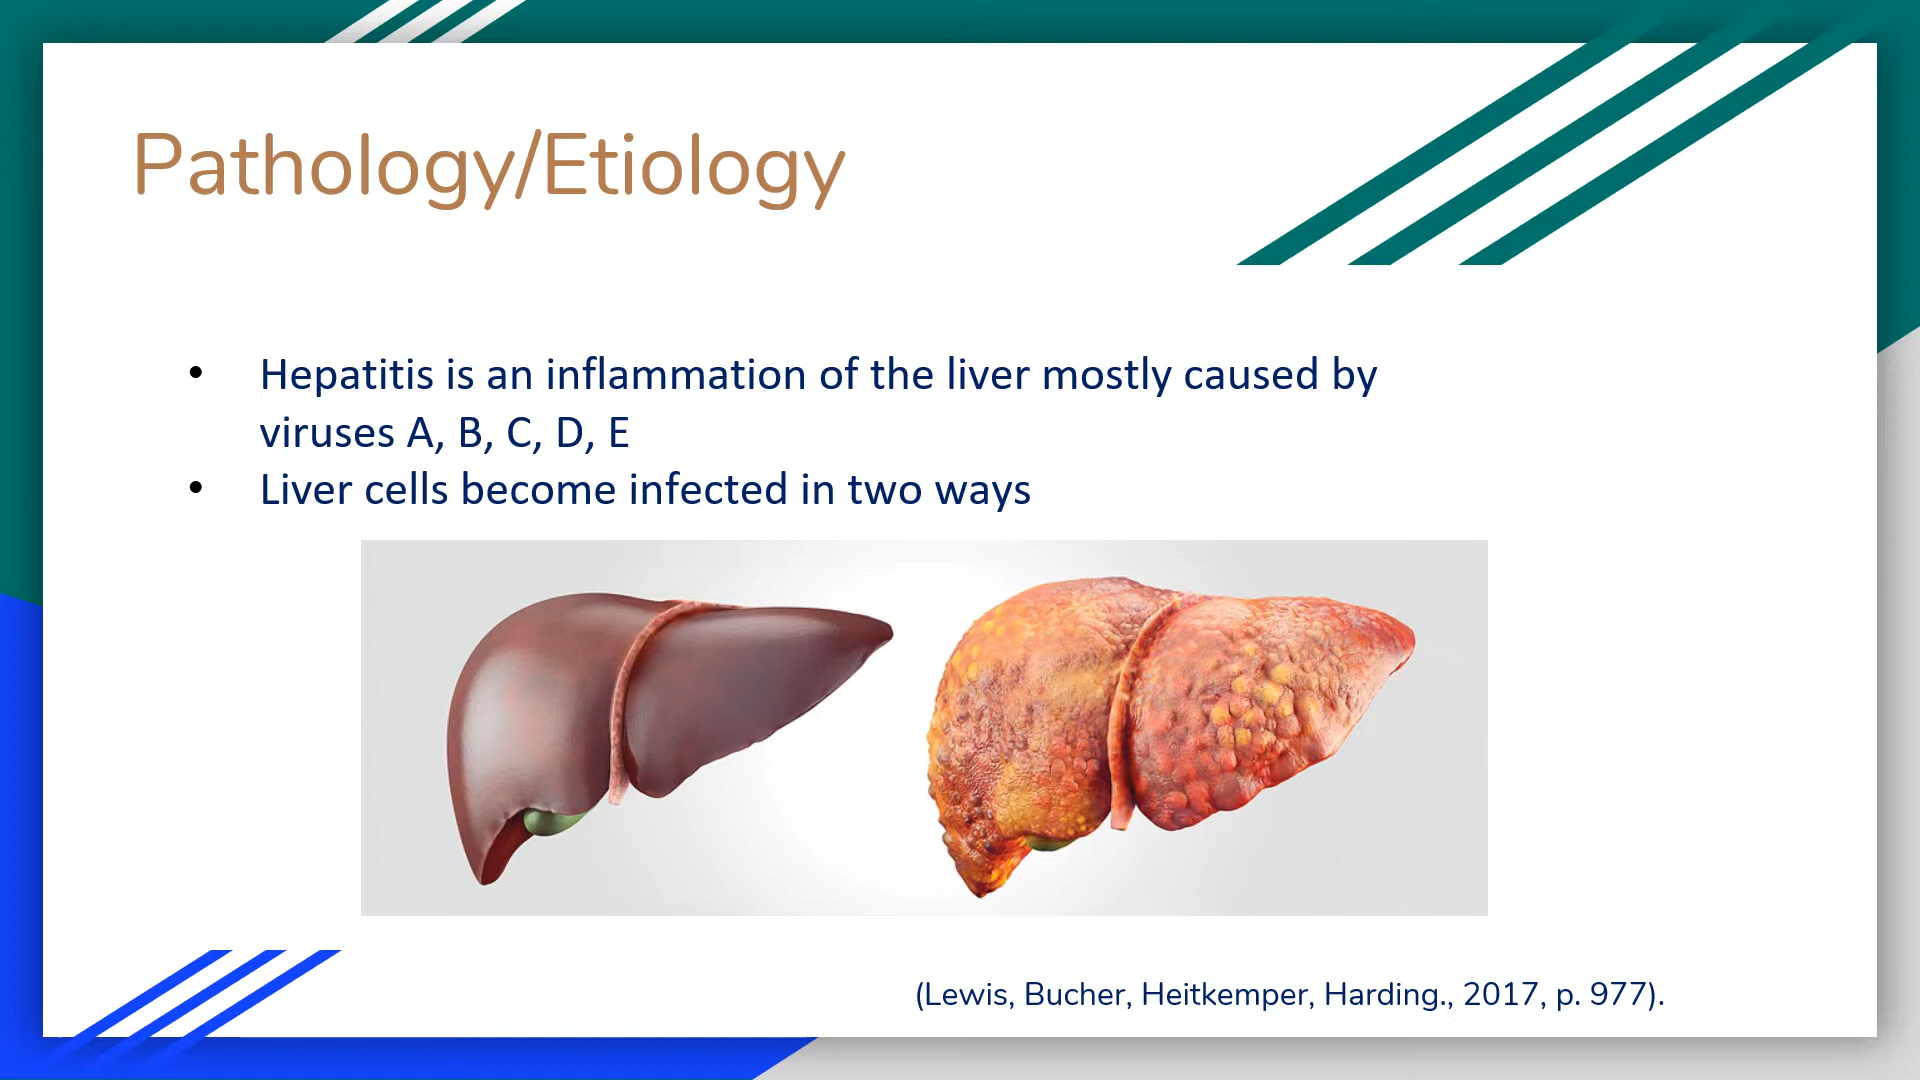 Pathology/Etiology
• Hepatitis is an inflammation of the liver mostly caused by
viruses A, B, C, D, E
• Liver cells become infected in two ways
(Lewis, Bucher, Heitkemper, Harding., 2017, p. 977).